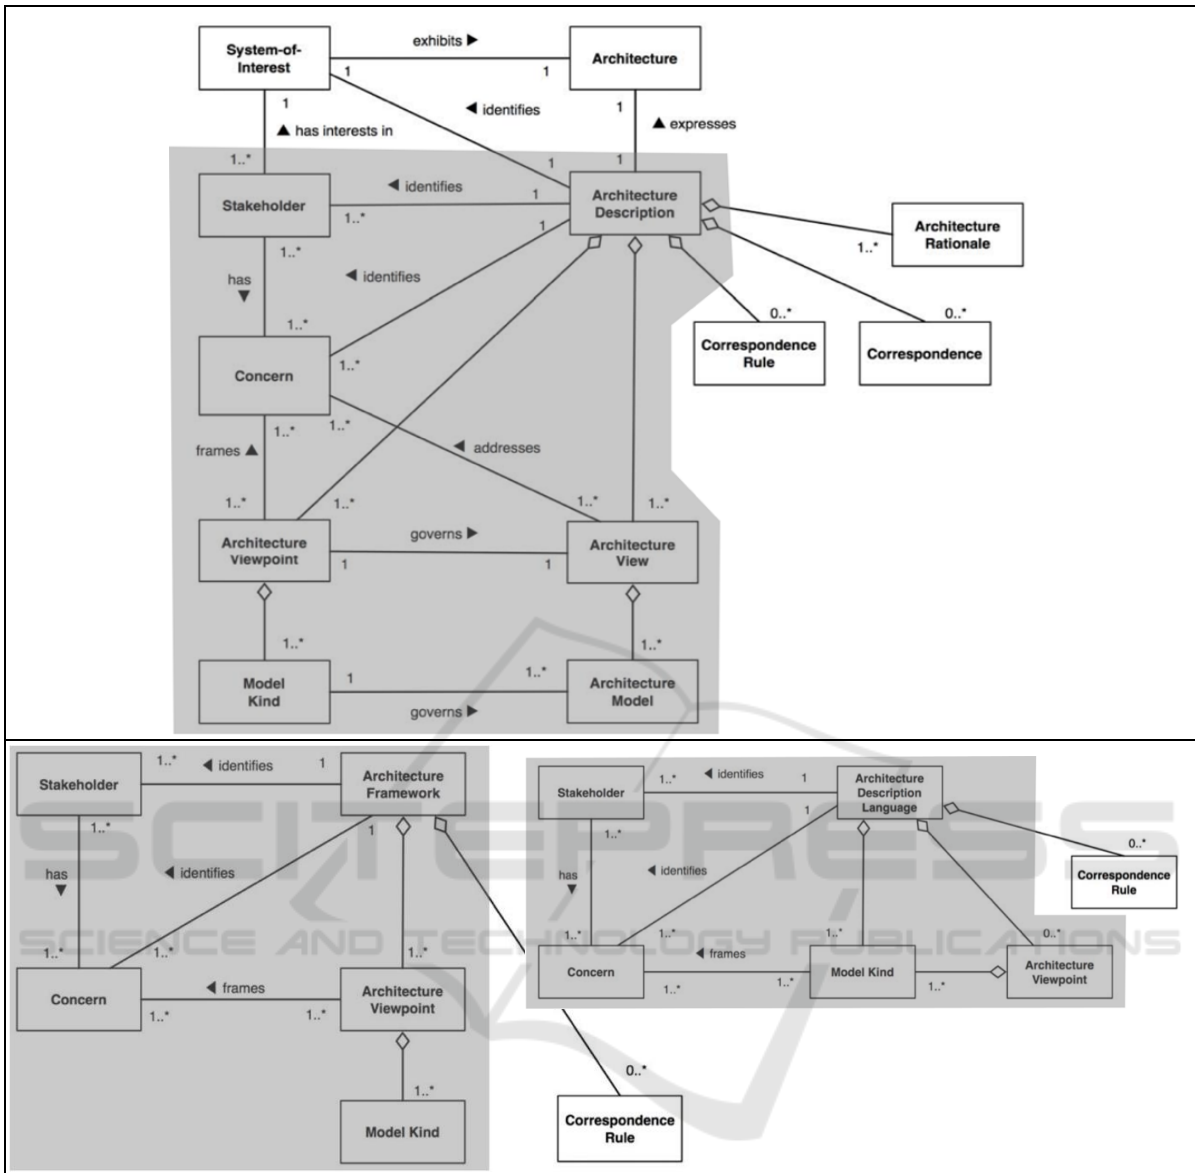 System-of-
Interest
exhibits ▶
Architecture
1
1
1
◀ identifies
1
▲ has interests in
▲ expresses
1..*
1
1
Stakeholder
◀ identifies
1
1..*
Architecture
Description
1
Architecture
Rationale
1..*
1..*
has
▼
◀ identifies
1..*
0..*
0..*
Correspondence
Rule
Correspondence
Concern
1..*
1..*
1..*
frames ▲
◀ addresses
1..*
1..*
1..*
1..*
Architecture
Viewpoint
governs ▶
1
1
Architecture
View
1..*
1..*
Model
Kind
1
1..*
governs ▶
Architecture
Model
Stakeholder
1..*
◀ identifies
1
Architecture
Framework
1..*
1
has
▼
◀ identifies
1..*
1..*
1..*
Concern
◀ frames
1..*
1..*
Architecture
Viewpoint
1..*
Model Kind
0..*
Correspondence
Rule
Stakeholder
1..*
◀ identifies
1
Architecture
Description
Language
1..*
1
0..*
Correspondence
Rule
has
▼
◀ identifies
1..*
1..*
1..*
0..*
Concern
◀ frames
1..*
1..*
Model Kind
1..*
Architecture
Viewpoint
SCITEPRESS
SCIENCE AND TECHNOLOGY PUBLICATIONS